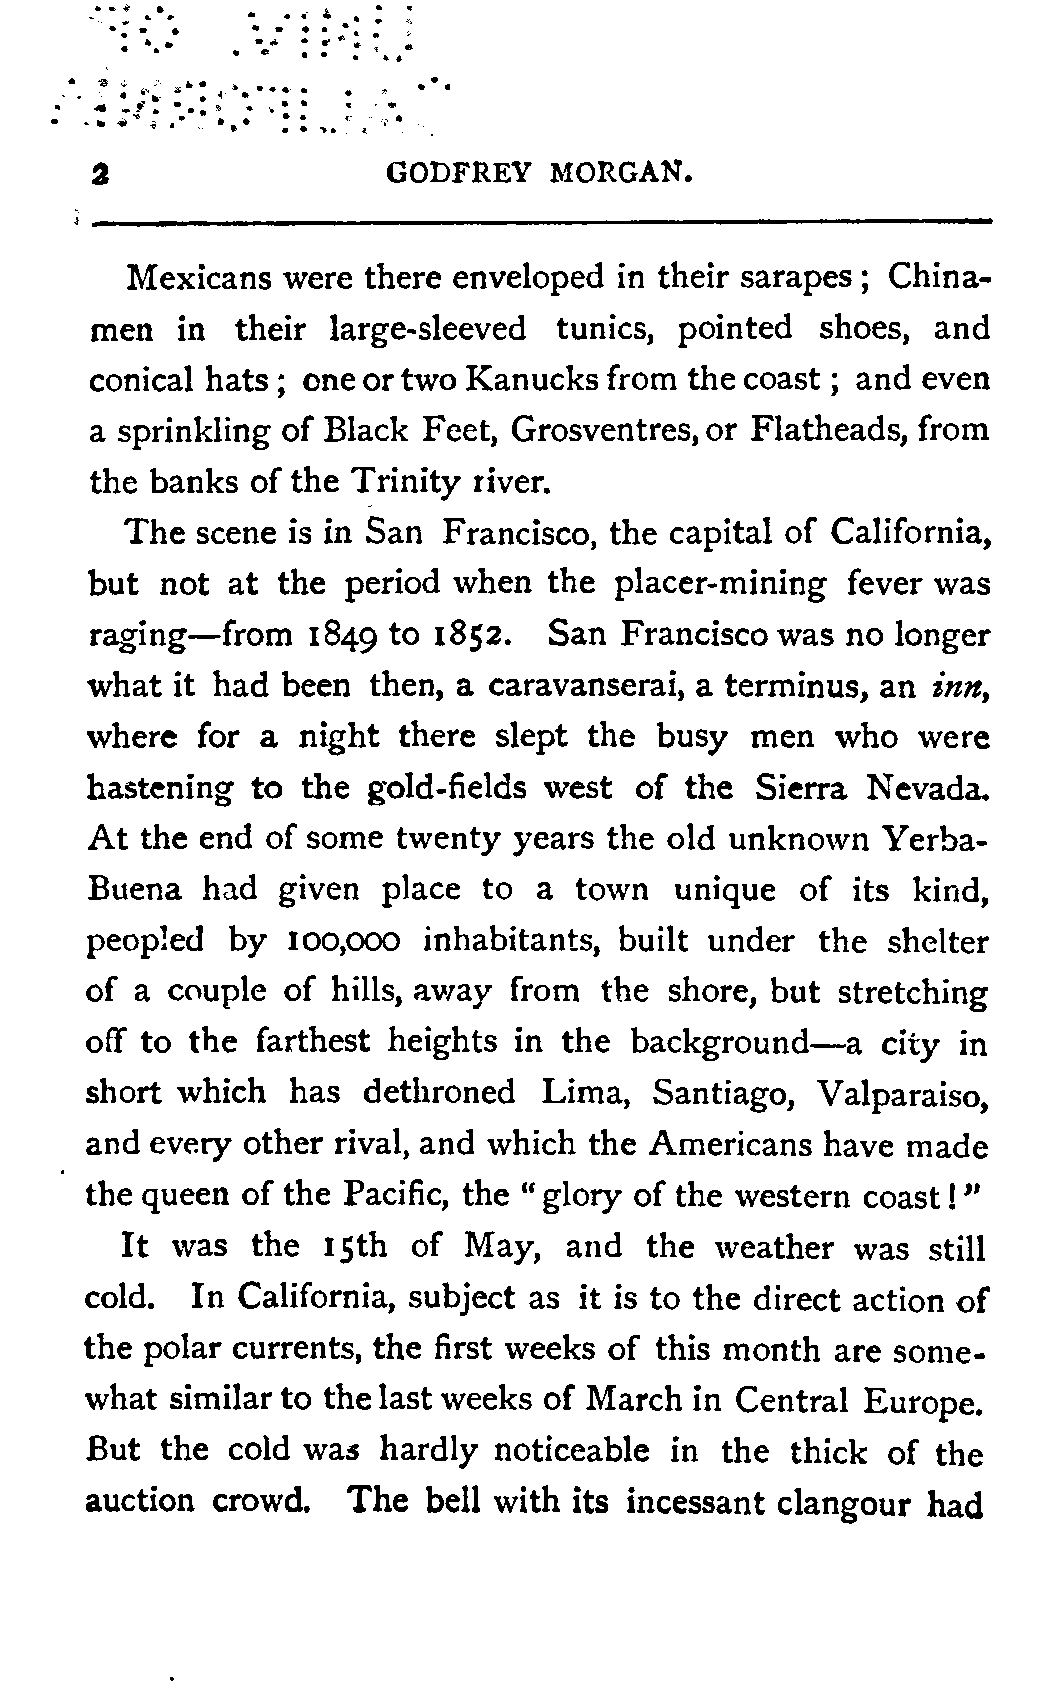 2 GODFREY MORGAN.
Mexicans were there enveloped in their sarapes ; China-
men in their large-sleeved tunics, pointed shoes, and
conical hats ; one or two Kanucks from the coast ; and even
a sprinkling of Black Feet, Grosventres, or Flatheads, from
the banks of the Trinity river.
The scene is in San Francisco, the capital of California,
but not at the period when the placer-mining fever was
raging—from 1849 to 1852. San Francisco was no longer
what it had been then, a caravanserai, a terminus, an inn,
where for a night there slept the busy men who were
hastening to the gold-fields west of the Sierra Nevada.
At the end of some twenty years the old unknown Yerba-
Buena had given place to a town unique of its kind,
peopled by 100,000 inhabitants, built under the shelter
of a couple of hills, away from the shore, but stretching
off to the farthest heights in the background—a city in
short which has dethroned Lima, Santiago, Valparaiso,
and every other rival, and which the Americans have made
the queen of the Pacific, the “ glory of the western coast ! ”
It was the 15th of May, and the weather was still
cold. In California, subject as it is to the direct action of
the polar currents, the first weeks of this month are some-
what similar to the last weeks of March in Central Europe.
But the cold was hardly noticeable in the thick of the
auction crowd. The bell with its incessant clangour had